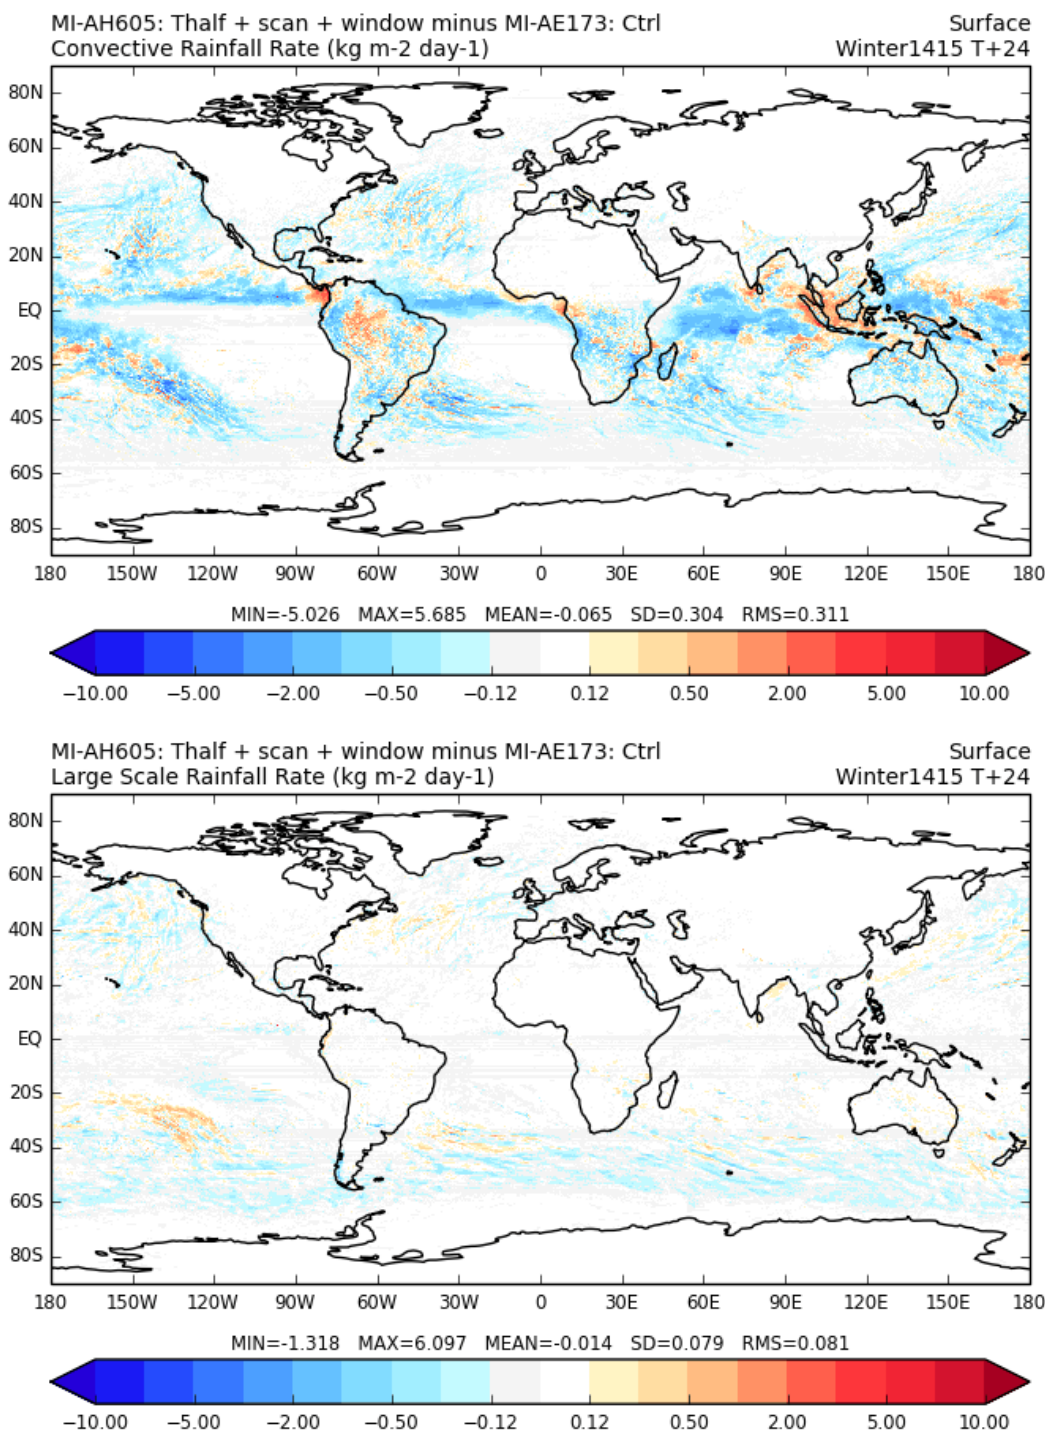 MI-AH605: Thalf + scan + window minus MI-AE173: Ctrl Surface
Convective Rainfall Rate (kg m-2 day-1) Winter1415 T+24
80N
60N
40N
20N
EQ
20S
40S
60S
80S
180 150W 120W 90W 60W 30W 0 30E 60E 90E 120E 150E 180
MIN=-5.026 MAX=5.685 MEAN=-0.065 SD=0.304 RMS=0.311
−10.00 −5.00 −2.00 −0.50 −0.12 0.12 0.50 2.00 5.00 10.00
MI-AH605: Thalf + scan + window minus MI-AE173: Ctrl Surface
Large Scale Rainfall Rate (kg m-2 day-1) Winter1415 T+24
80N
60N
40N
20N
EQ
20S
40S
60S
80S
180 150W 120W 90W 60W 30W 0 30E 60E 90E 120E 150E 180
MIN=-1.318 MAX=6.097 MEAN=-0.014 SD=0.079 RMS=0.081
−10.00 −5.00 −2.00 −0.50 −0.12 0.12 0.50 2.00 5.00 10.00